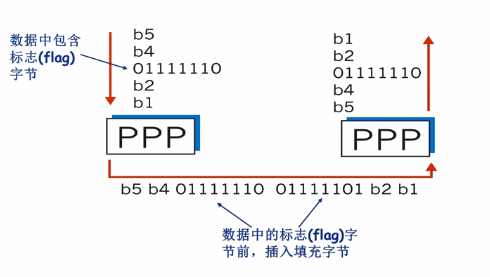 数据中包含
标志(flag)
字节
b5
b4
01111110
b2
b1
b1
b2
01111110
b4
b5
PPP
PPP
b5 b4 01111110 01111101 b2 b1
数据中的标志(flag)字
节前，插入填充字节